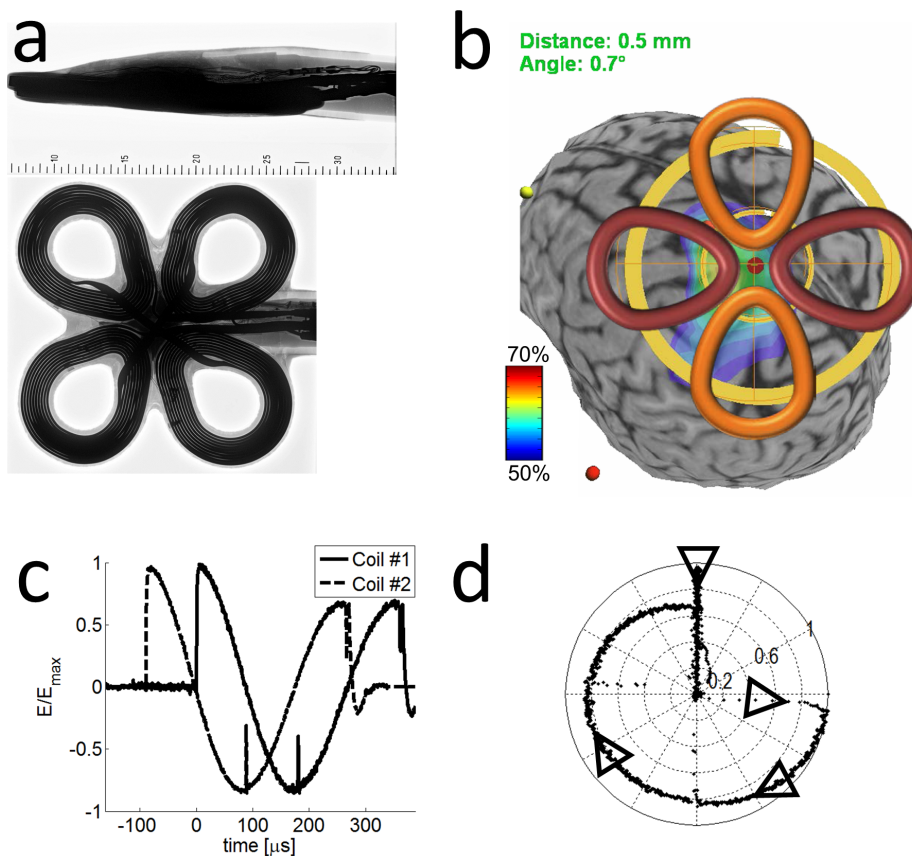 a
10 15 20 25 30
b
Distance: 0.5 mm
Angle: 0.7°
70%
50%
c
Coil #1
Coil #2
1
0.5
0
-0.5
-1
E/Emax
-100 0 100 200 300
time [µs]
d
1
0.6
0.2